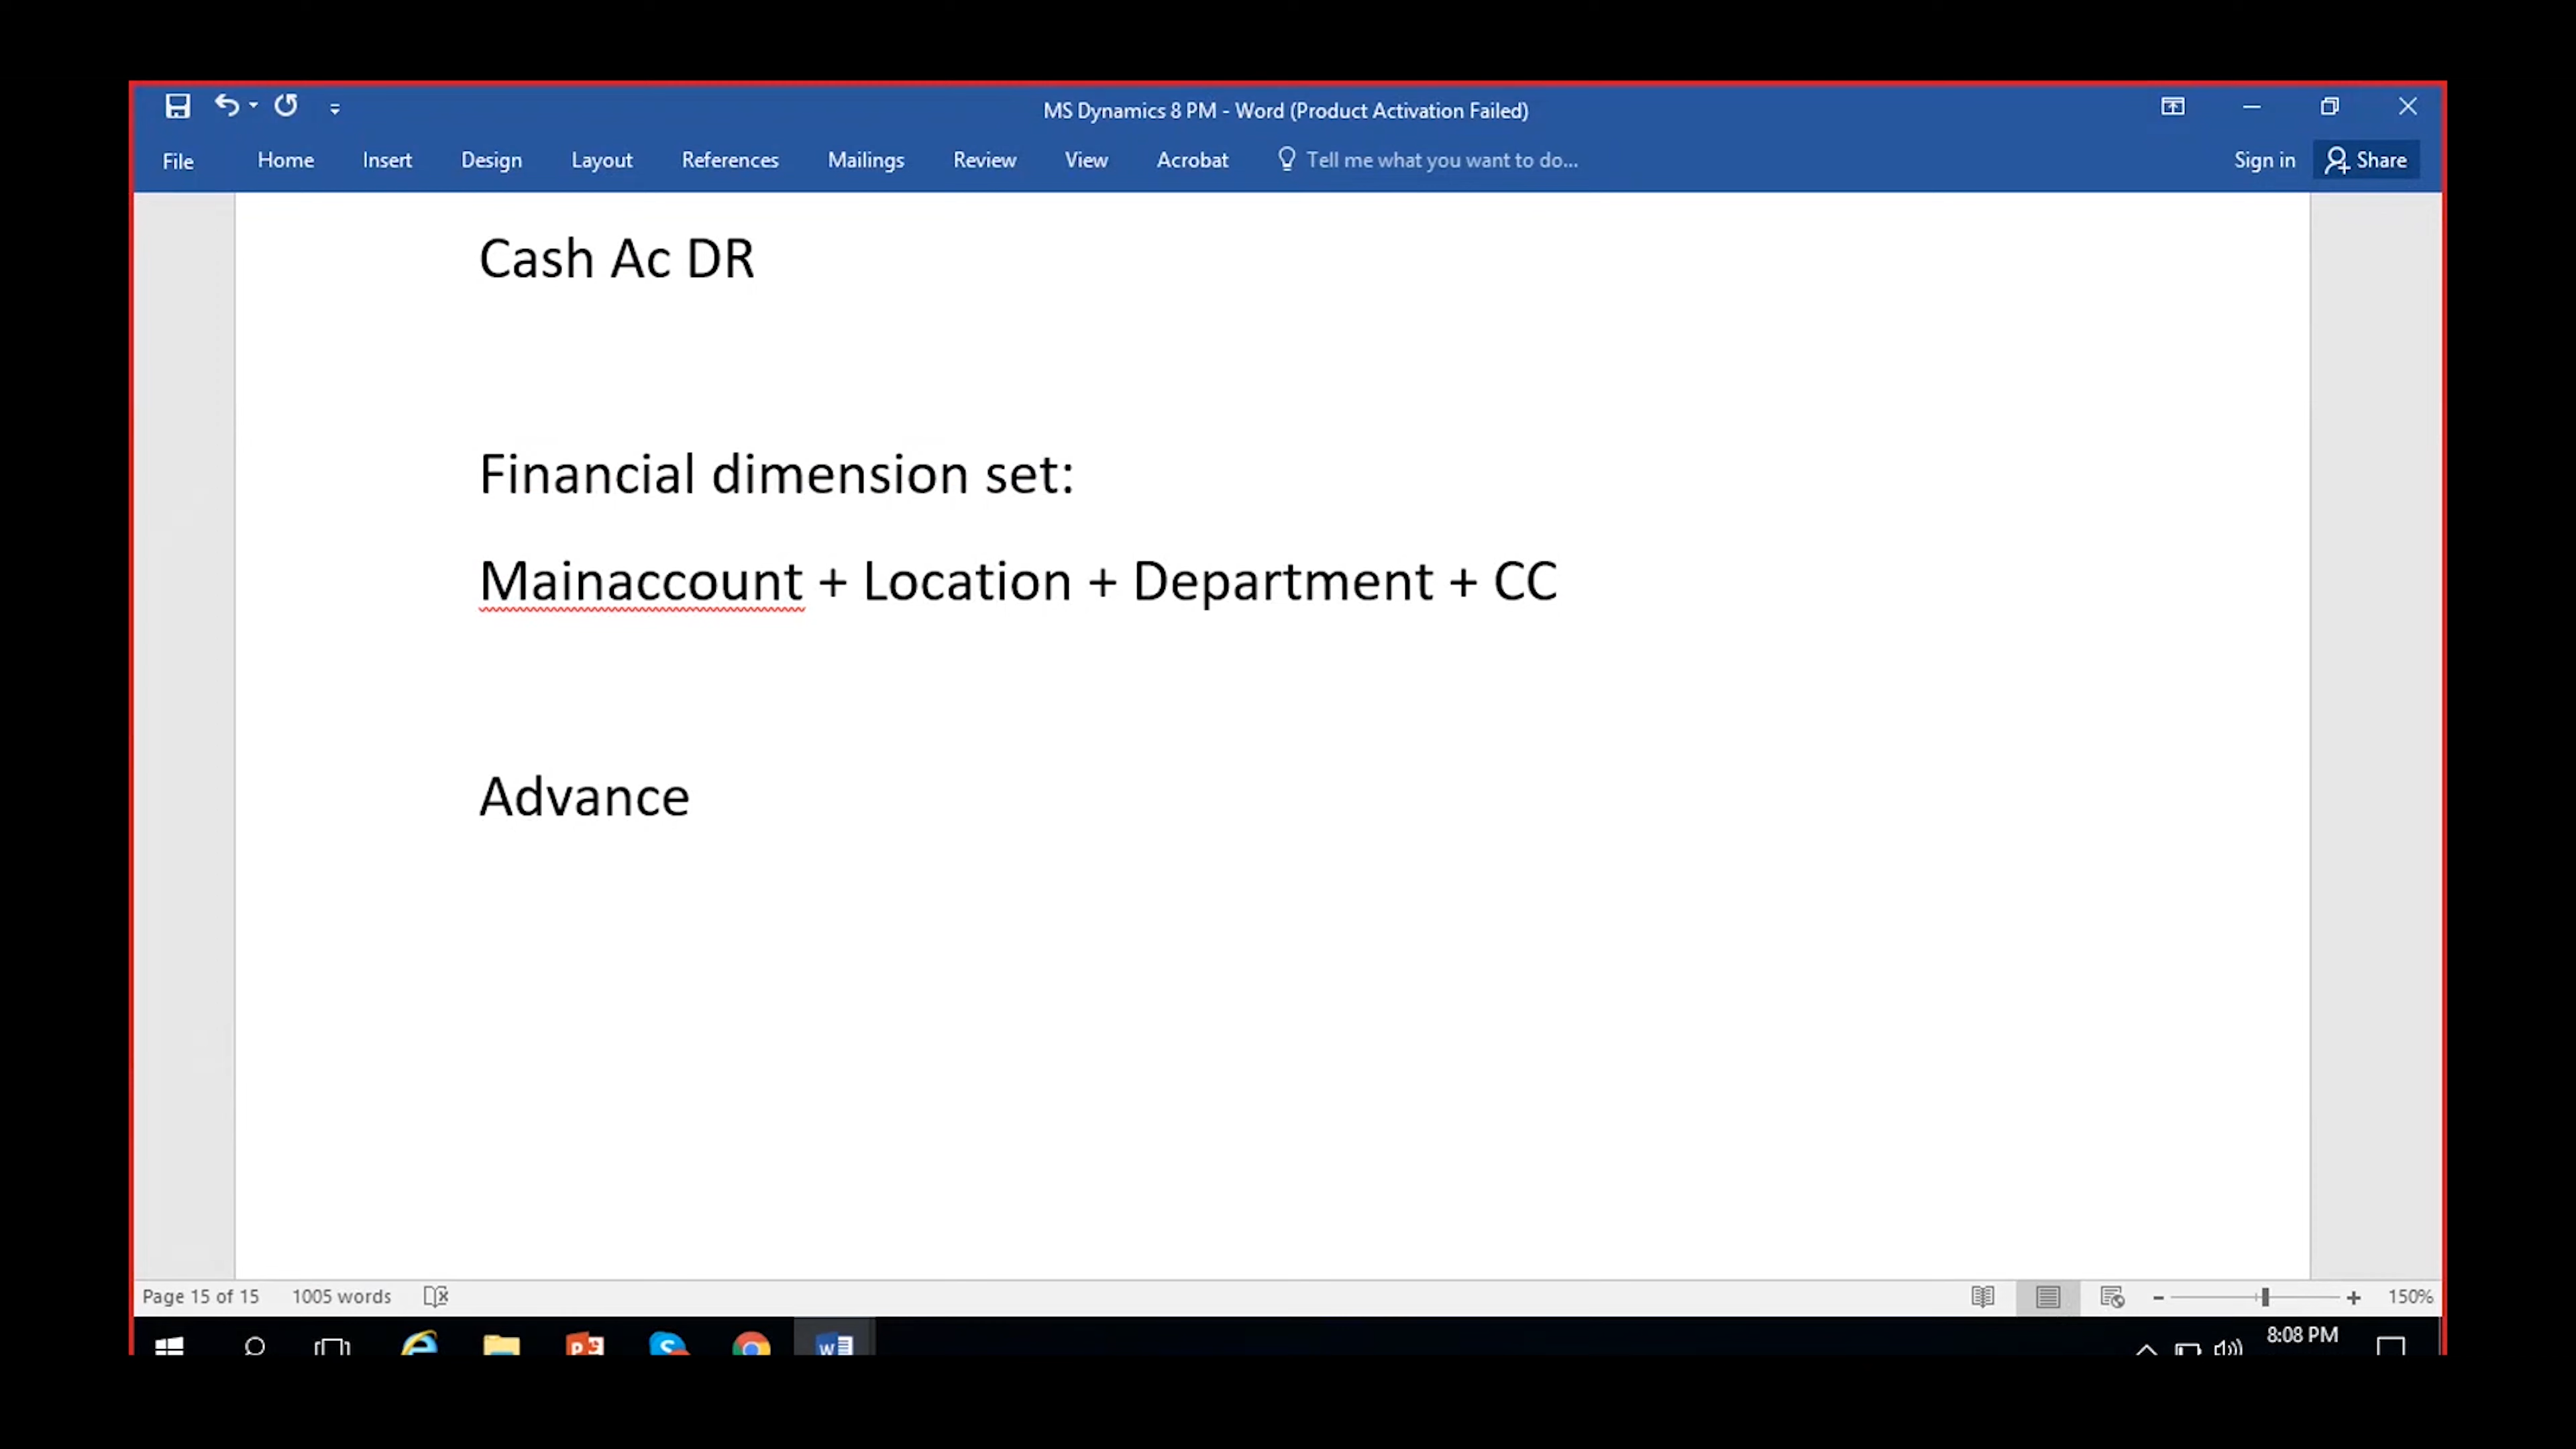 MS Dynamics 8 PM - Word (Product Activation Failed)
File Home Insert Design Layout References Mailings Review View Acrobat Tell me what you want to do... Sign in Share
Cash Ac DR
Financial dimension set:
Mainaccount + Location + Department + CC
Advance
Page 15 of 15 1005 words 150%
8:08 PM